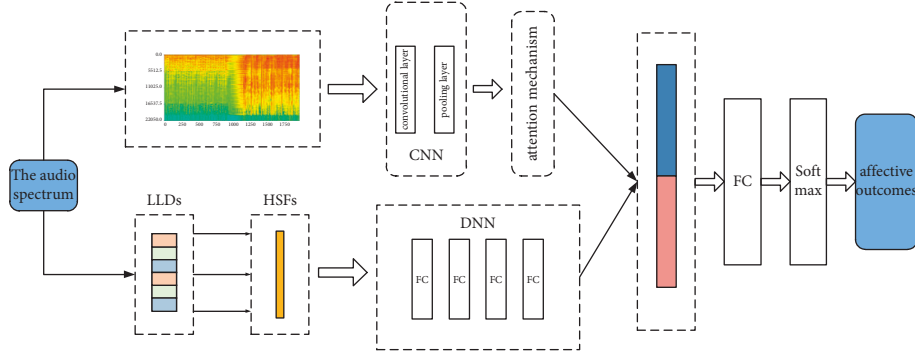 The audio
spectrum
0.0
5512.5
11025.0
16537.5
22050.0
0 250 500 750 1000 1250 1500 1750
convolutional layer
pooling layer
CNN
attention mechanism
LLDs
HSFs
DNN
FC
FC
FC
FC
FC
Soft
max
affective
outcomes